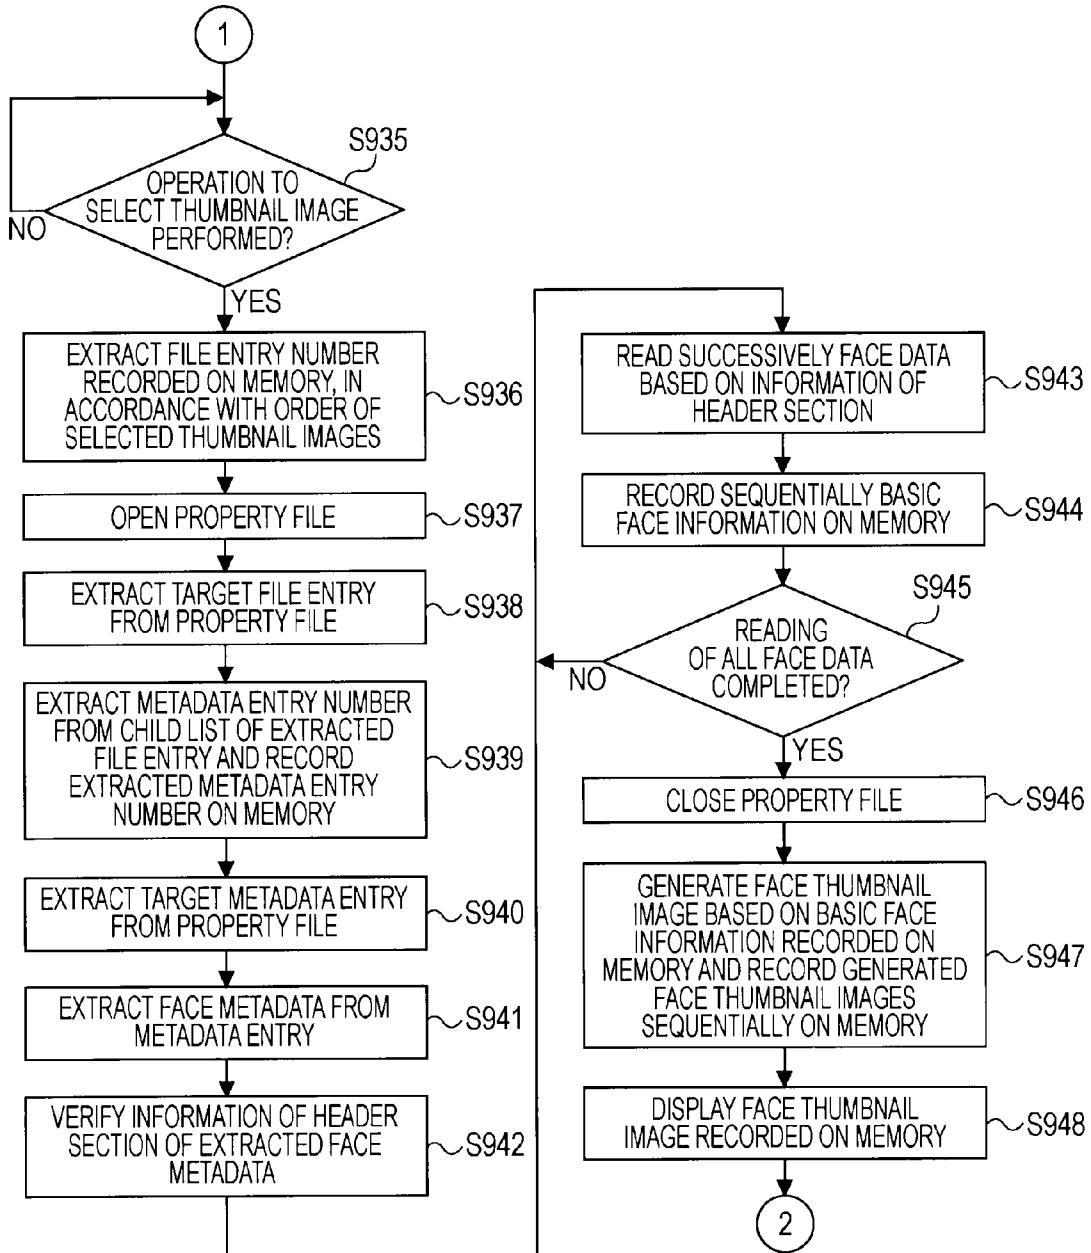 1
S935
OPERATION TO
SELECT THUMBNAIL IMAGE
PERFORMED?
NO
YES
EXTRACT FILE ENTRY NUMBER
RECORDED ON MEMORY, IN
ACCORDANCE WITH ORDER OF
SELECTED THUMBNAIL IMAGES
S936
OPEN PROPERTY FILE
S937
EXTRACT TARGET FILE ENTRY
FROM PROPERTY FILE
S938
EXTRACT METADATA ENTRY NUMBER
FROM CHILD LIST OF EXTRACTED
FILE ENTRY AND RECORD
EXTRACTED METADATA ENTRY
NUMBER ON MEMORY
S939
EXTRACT TARGET METADATA ENTRY
FROM PROPERTY FILE
S940
EXTRACT FACE METADATA FROM
METADATA ENTRY
S941
VERIFY INFORMATION OF HEADER
SECTION OF EXTRACTED FACE
METADATA
S942
READ SUCCESSIVELY FACE DATA
BASED ON INFORMATION OF
HEADER SECTION
S943
RECORD SEQUENTIALLY BASIC
FACE INFORMATION ON MEMORY
S944
S945
READING
OF ALL FACE DATA
COMPLETED?
NO
YES
CLOSE PROPERTY FILE
S946
GENERATE FACE THUMBNAIL
IMAGE BASED ON BASIC FACE
INFORMATION RECORDED ON
MEMORY AND RECORD GENERATED
FACE THUMBNAIL IMAGES
SEQUENTIALLY ON MEMORY
S947
DISPLAY FACE THUMBNAIL
IMAGE RECORDED ON MEMORY
S948
2